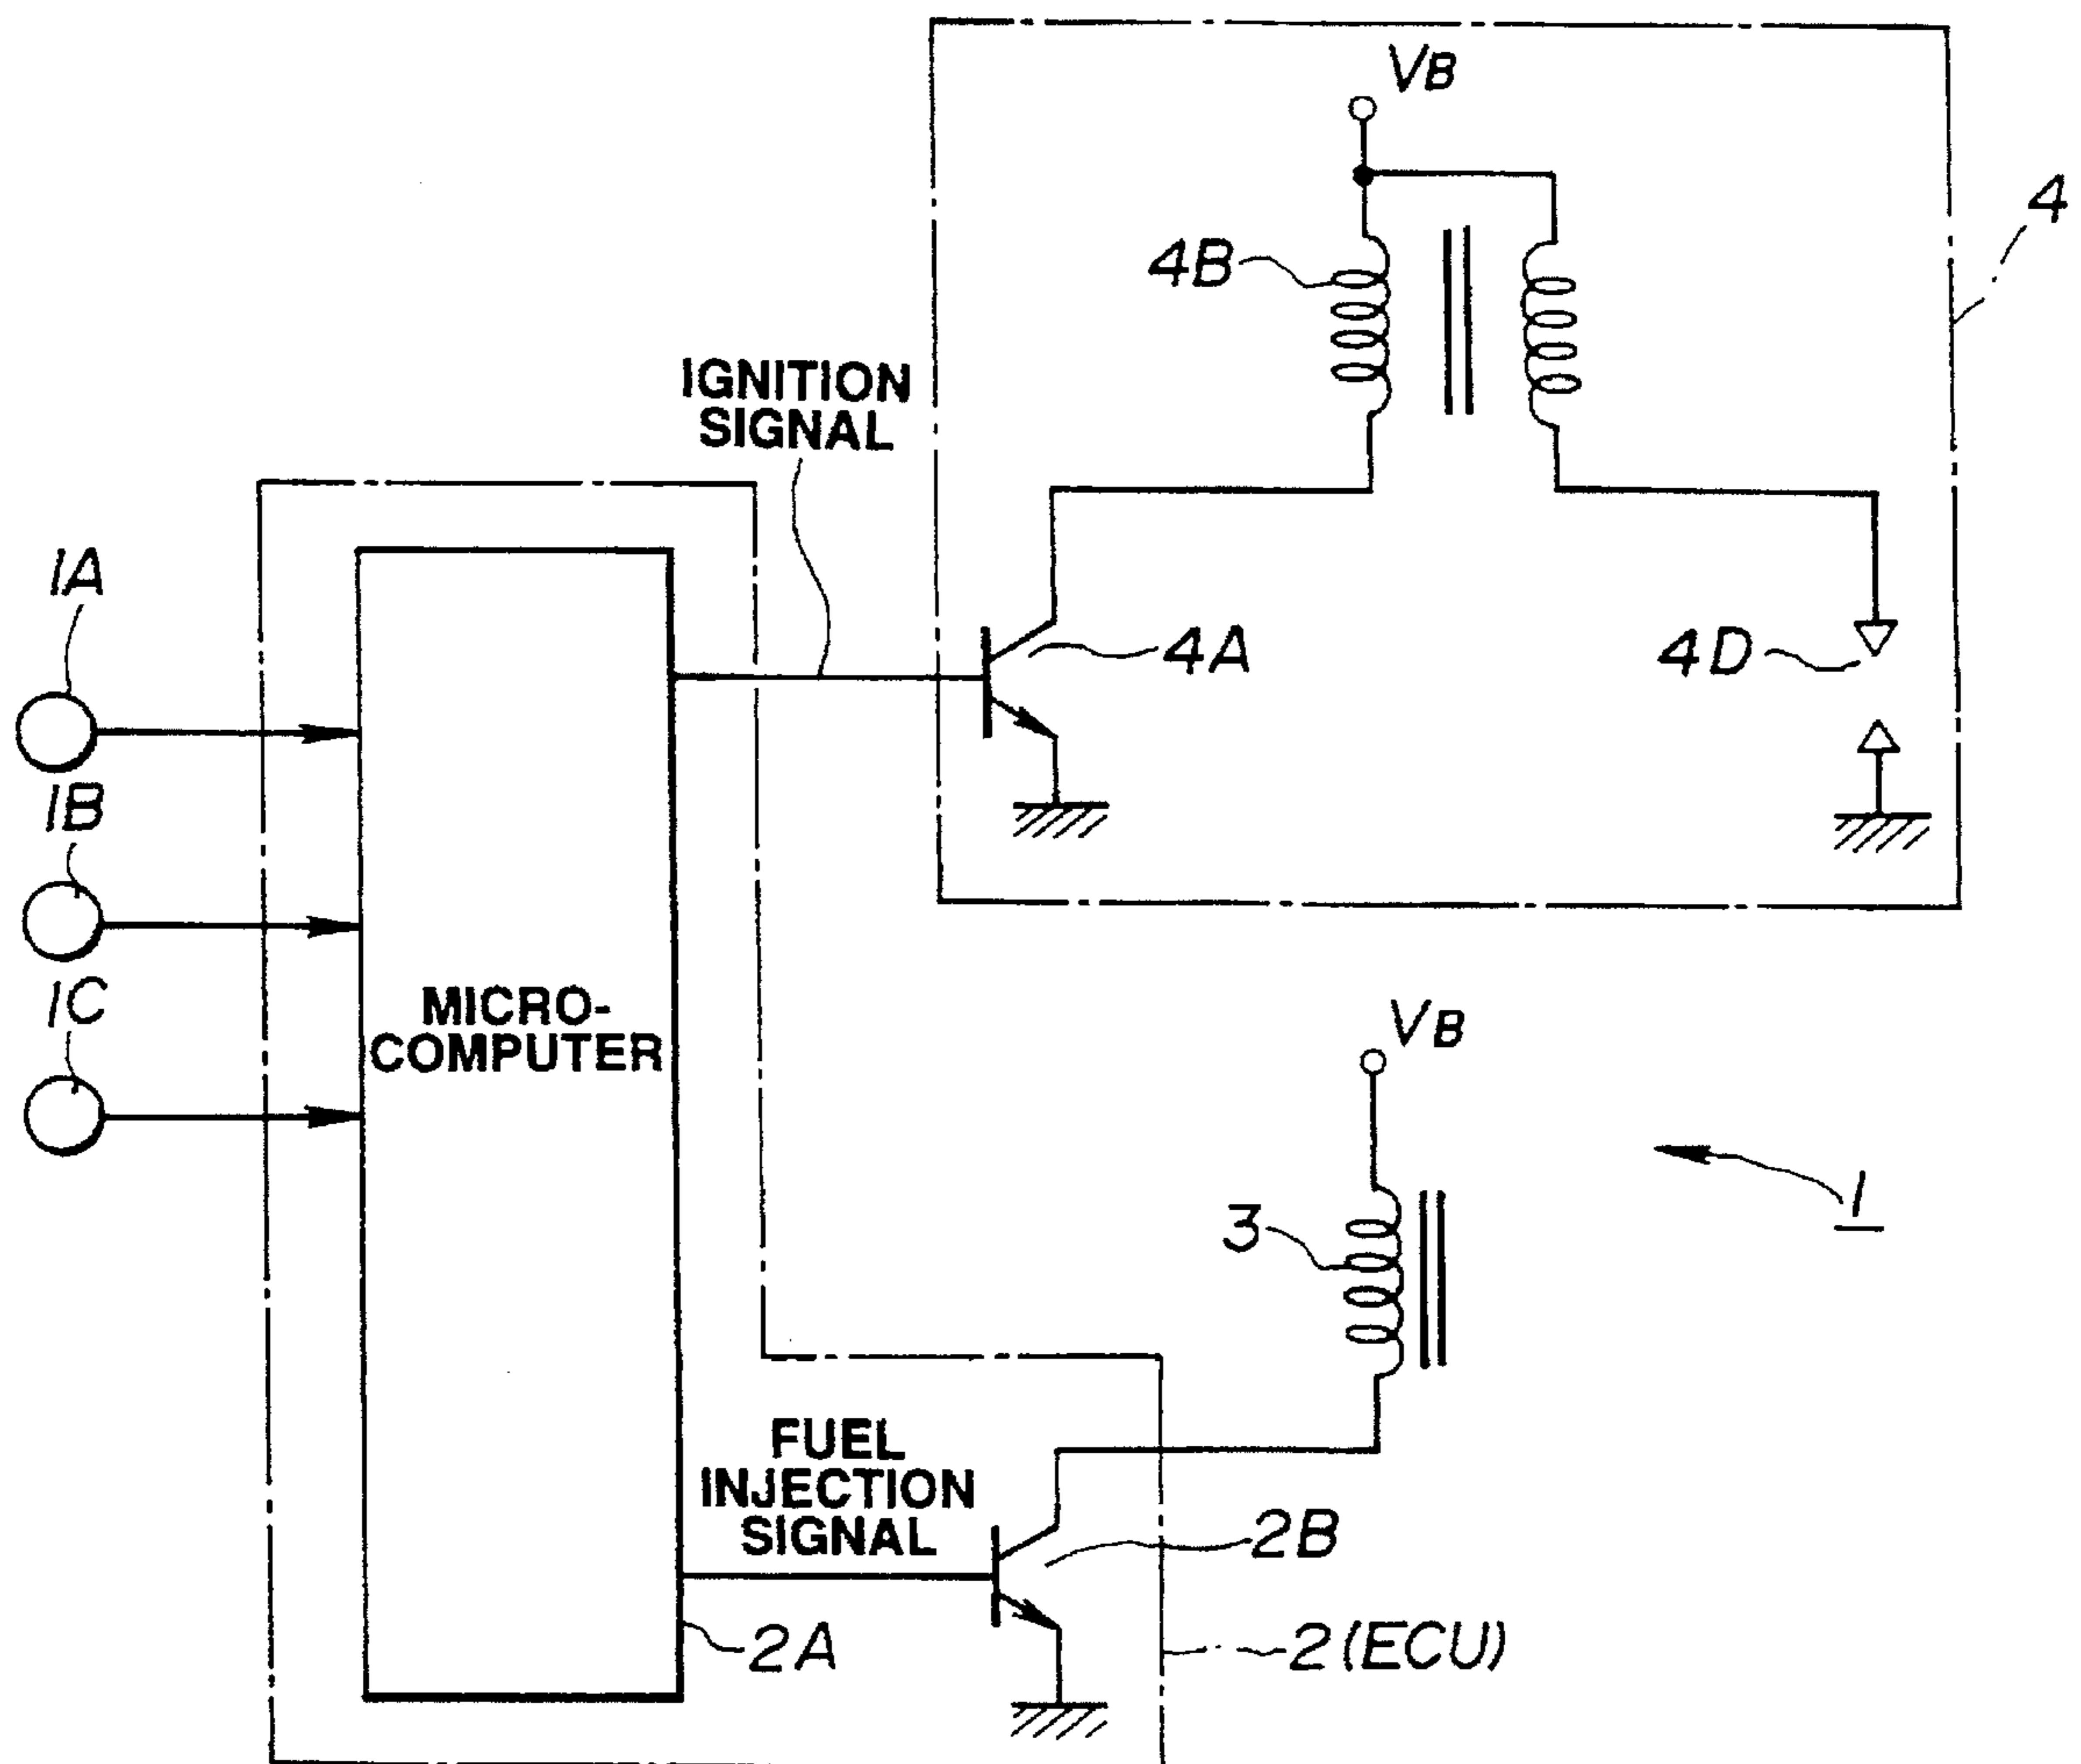 VB
4
4B
IGNITION
SIGNAL
1A
4A
4D
1B
1C
MICRO-
COMPUTER
VB
1
3
FUEL
INJECTION
SIGNAL
2B
2A
2(ECU)